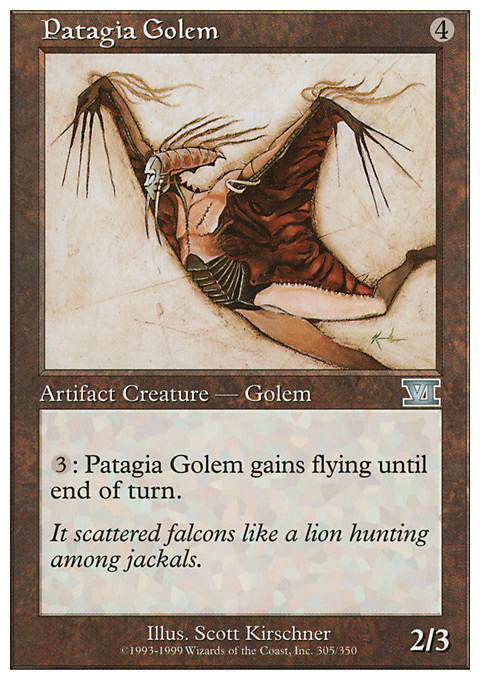 Patagia Golem
4
Artifact Creature — Golem
VI
3: Patagia Golem gains flying until
end of turn.
It scattered falcons like a lion hunting
among jackals.
Illus. Scott Kirschner
©1993-1999 Wizards of the Coast, Inc. 305/350
2/3